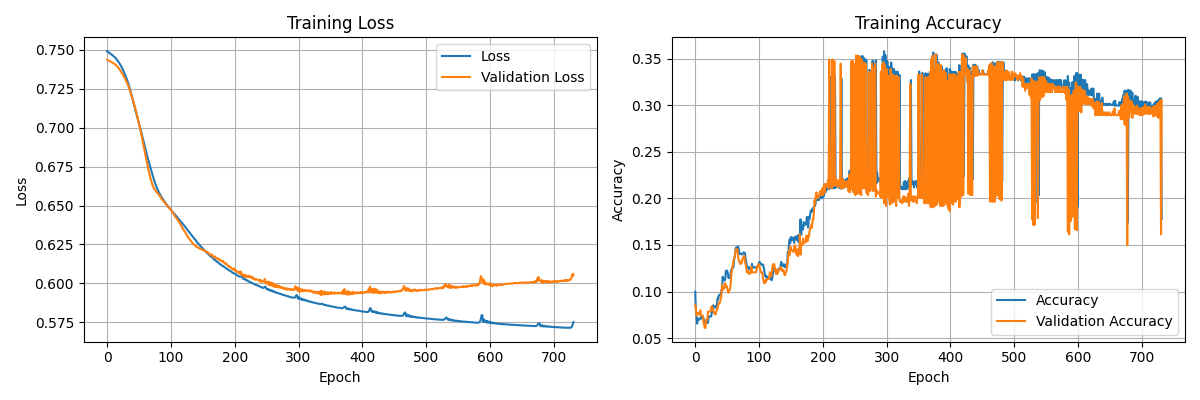 Training Loss
0.750
0.725
0.700
0.675
0.650
0.625
0.600
0.575
Loss
0 100 200 300 400 500 600 700
Epoch
Loss
Validation Loss
Training Accuracy
0.35
0.30
0.25
0.20
0.15
0.10
0.05
Accuracy
0 100 200 300 400 500 600 700
Epoch
Accuracy
Validation Accuracy